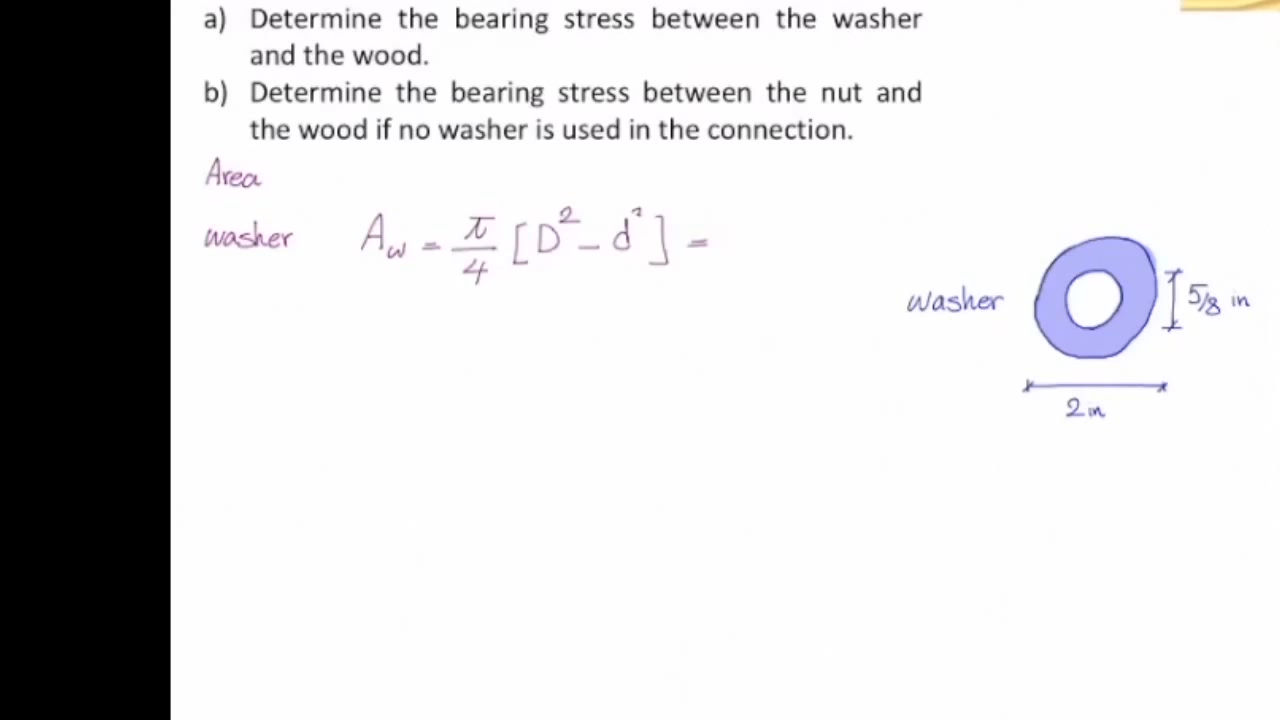 a) Determine the bearing stress between the washer
and the wood.
b) Determine the bearing stress between the nut and
the wood if no washer is used in the connection.
Area
washer A_w = π/4 [D² - d²] =
washer 5/8 in
2 in